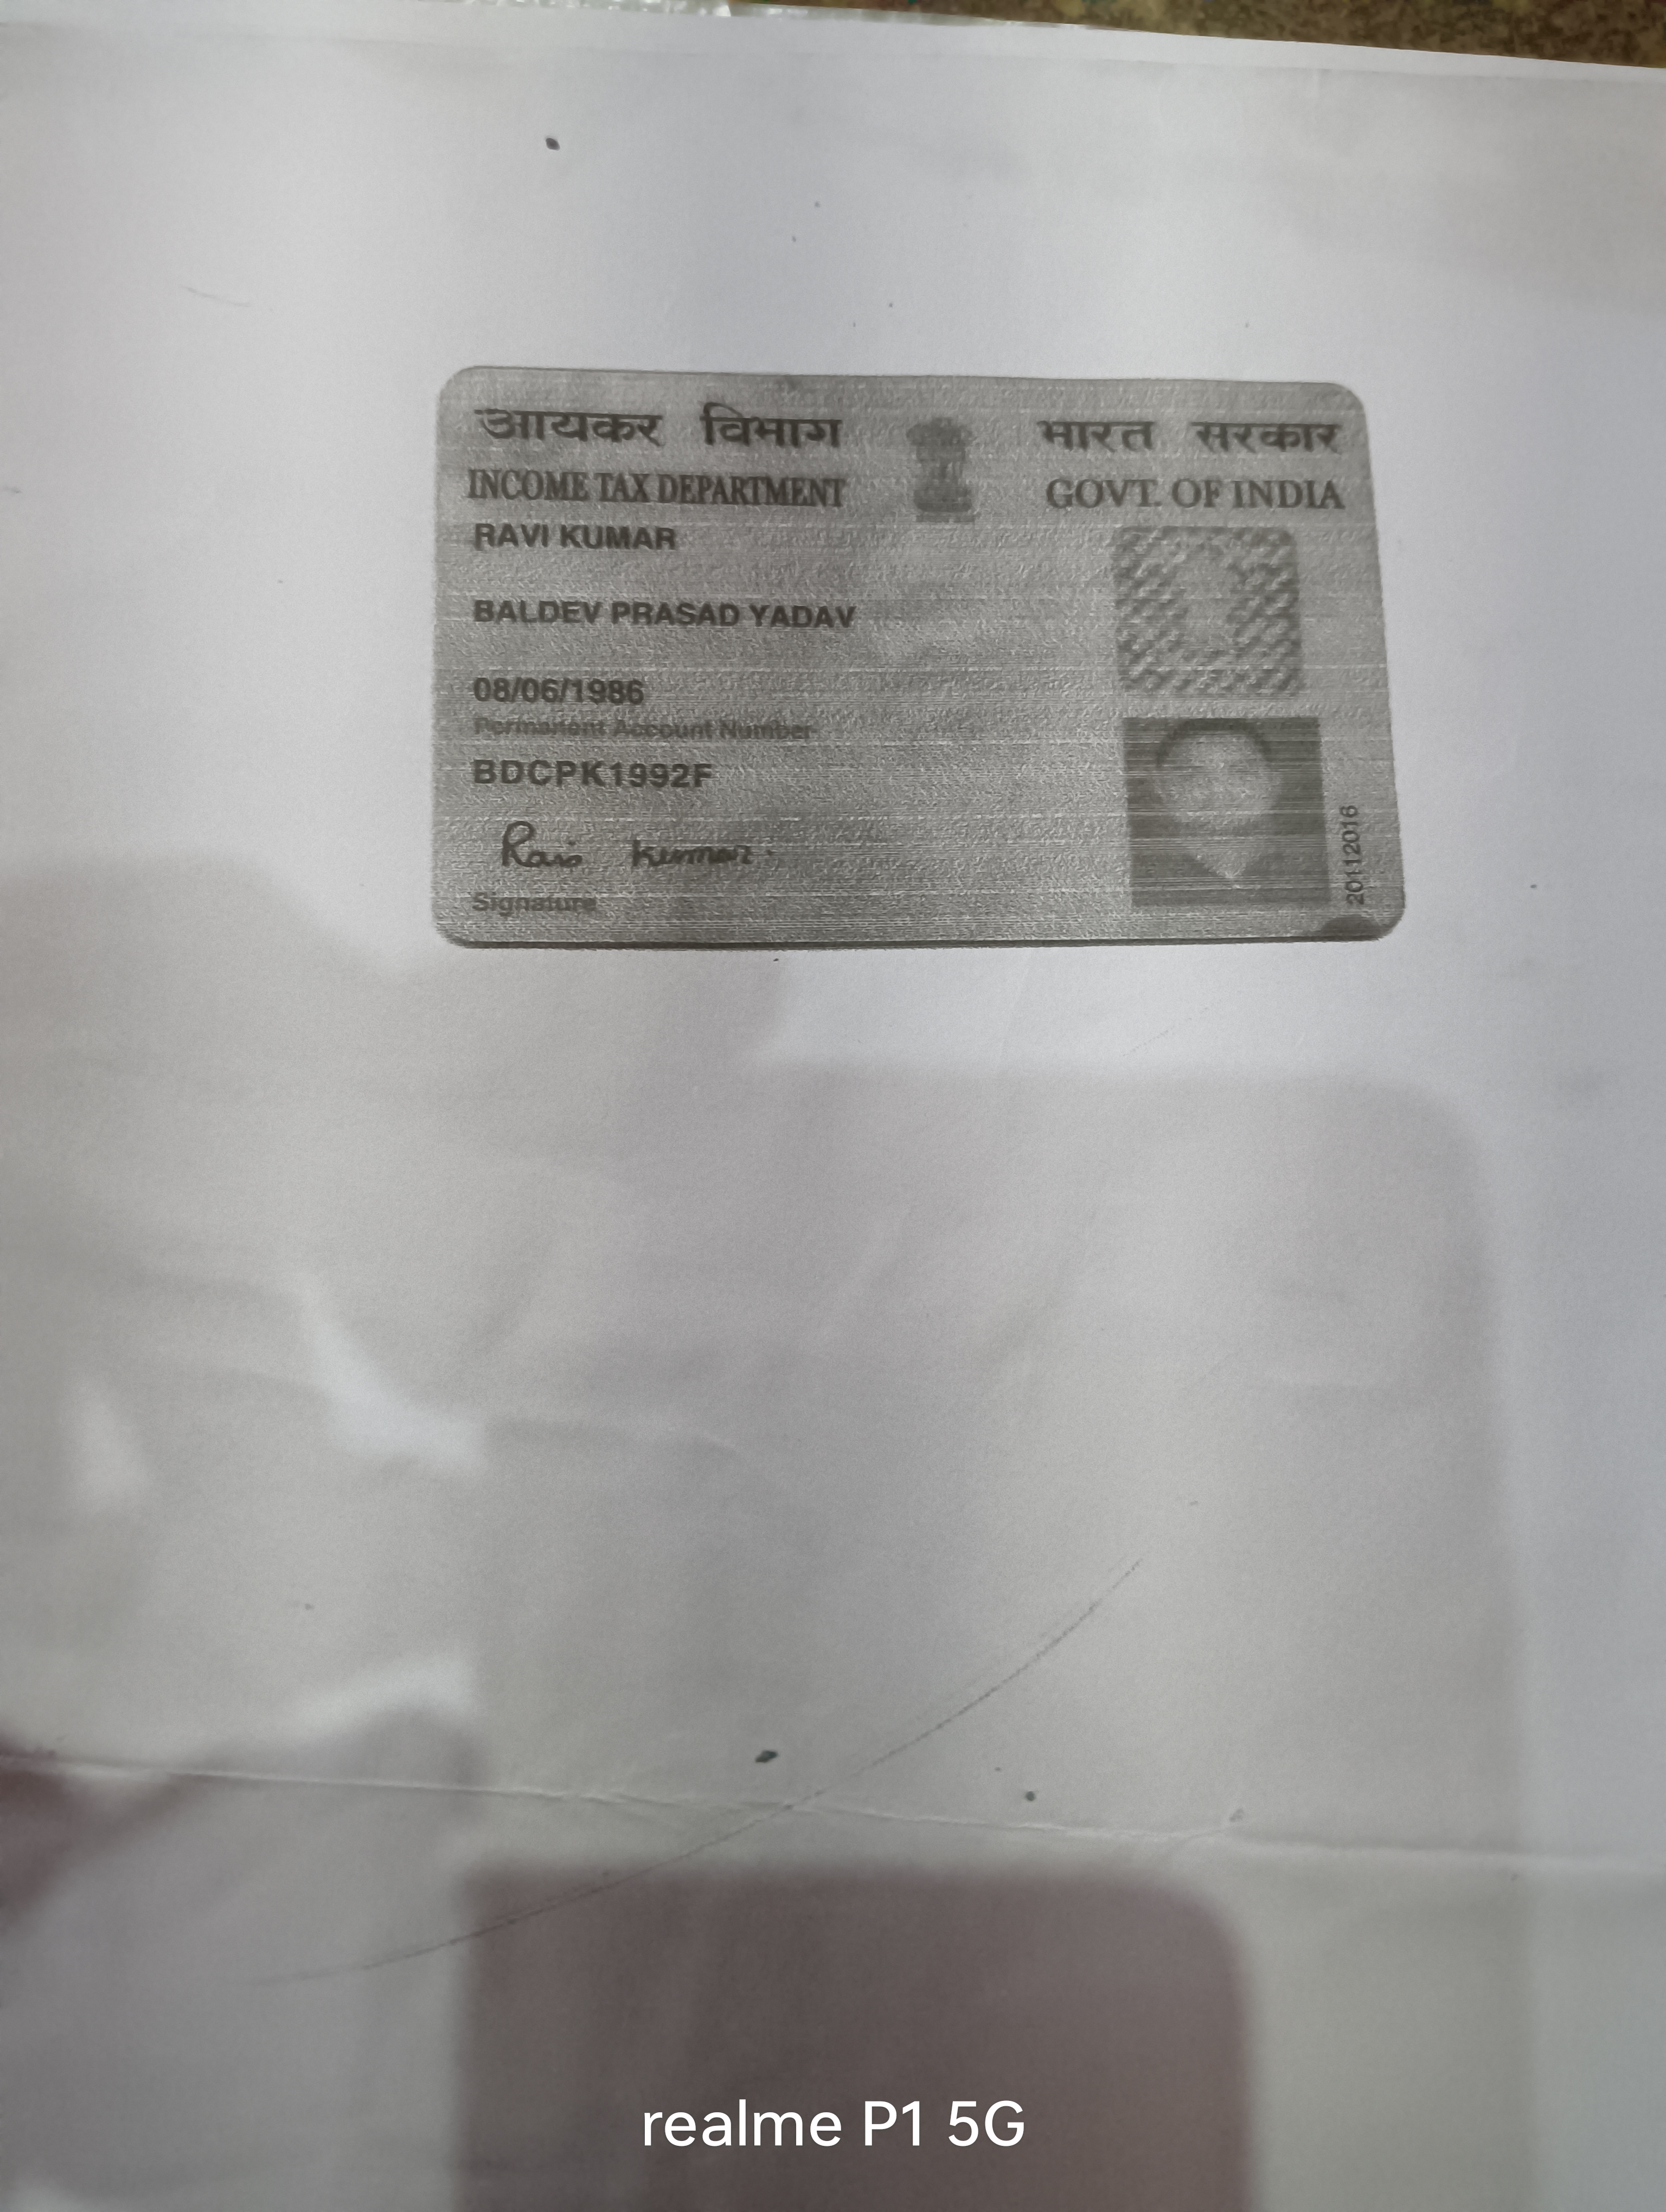 आयकर विभाग
भारत सरकार
INCOME TAX DEPARTMENT
GOVT. OF INDIA
RAVI KUMAR
BALDEV PRASAD YADAV
08/06/1986
Permanent Account Number
BDCPK1992F
Ravi Kumar
Signature
20112016
realme P1 5G